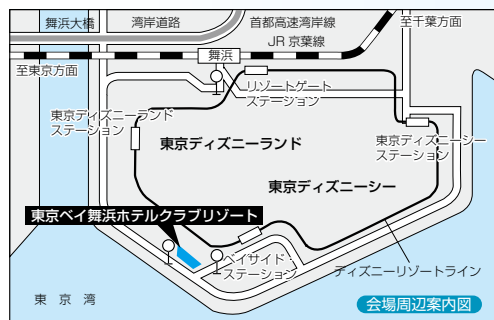 舞浜大橋
湾岸道路
首都高速湾岸線
至千葉方面
JR 京葉線
至東京方面
舞浜
リゾートゲート
ステーション
東京ディズニーランド
ステーション
東京ディズニーシー
ステーション
東京ディズニーランド
東京ディズニーシー
東京ベイ舞浜ホテルクラブリゾート
ベイサイド・
ステーション
ディズニーリゾートライン
東京湾
会場周辺案内図